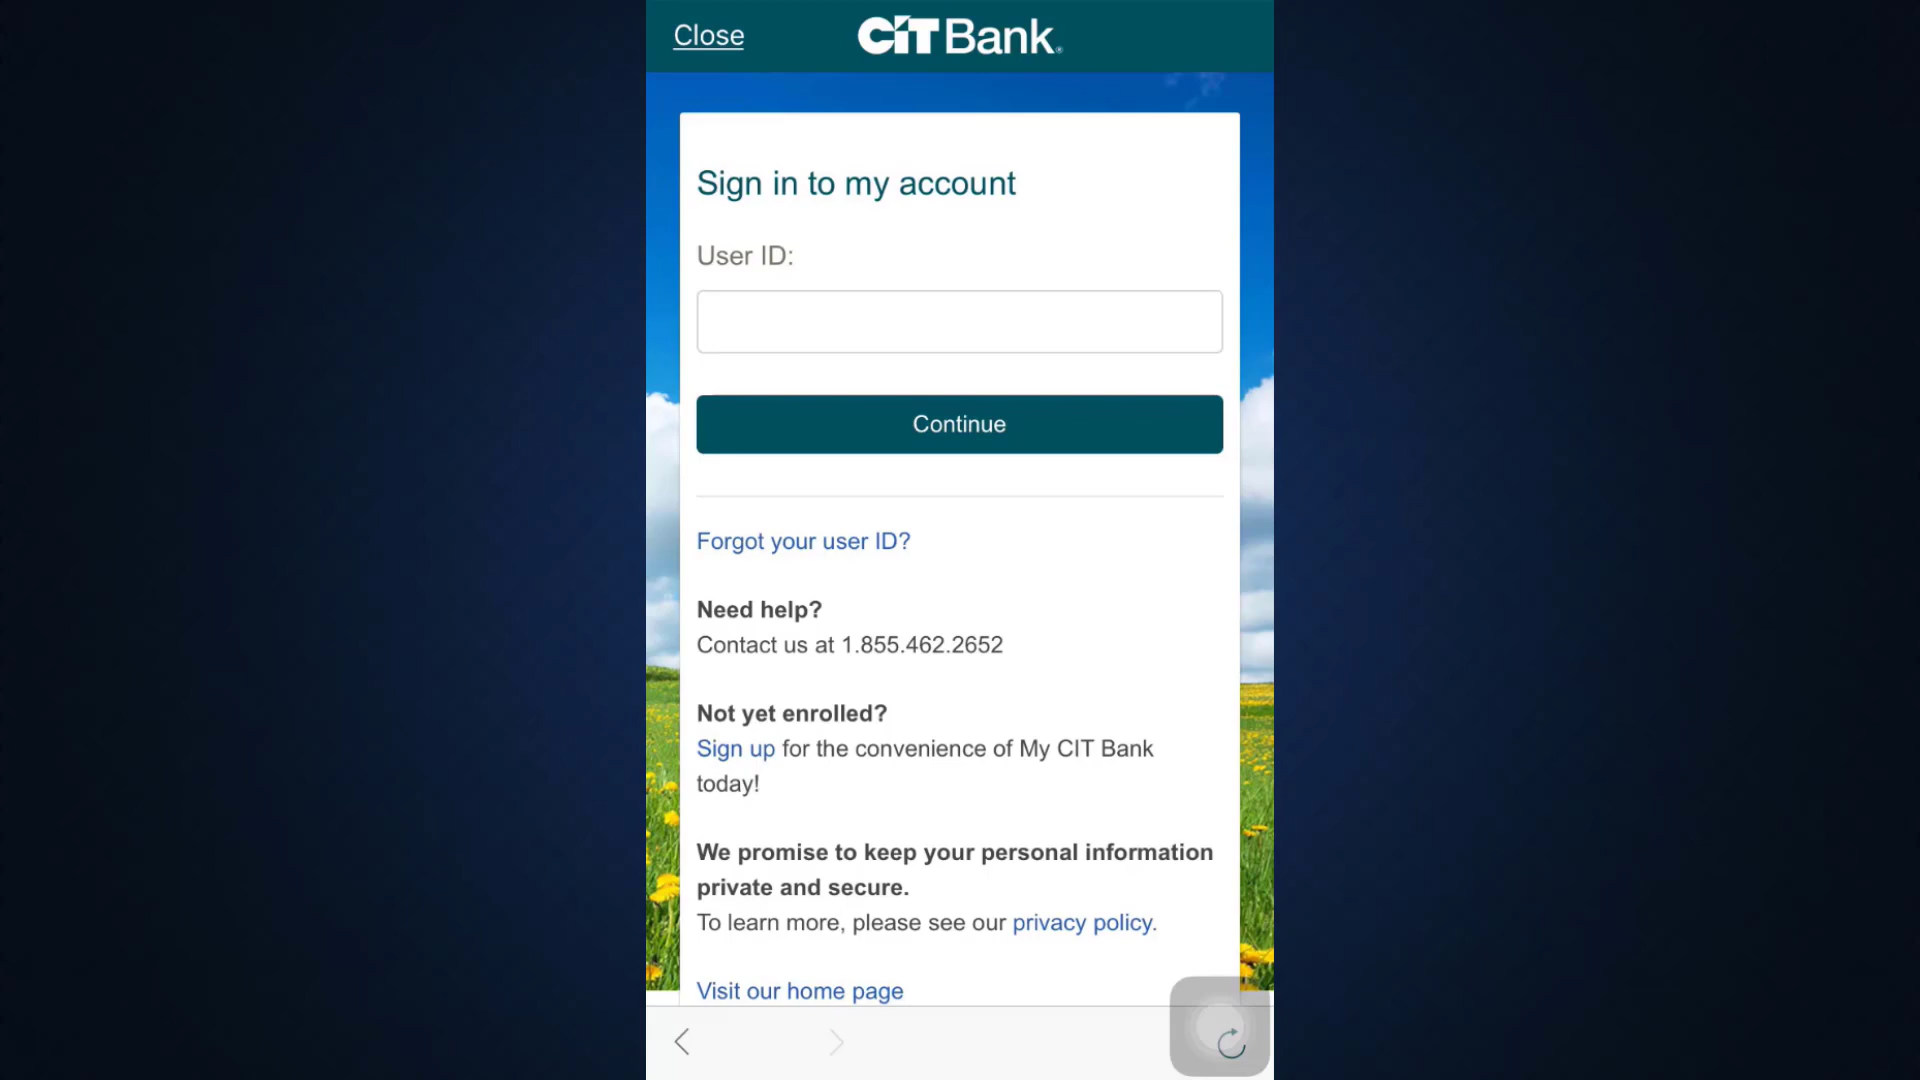 Close
CIT Bank
Sign in to my account
User ID:
Continue
Forgot your user ID?
Need help?
Contact us at 1.855.462.2652
Not yet enrolled?
Sign up for the convenience of My CIT Bank
today!
We promise to keep your personal information
private and secure.
To learn more, please see our privacy policy.
Visit our home page